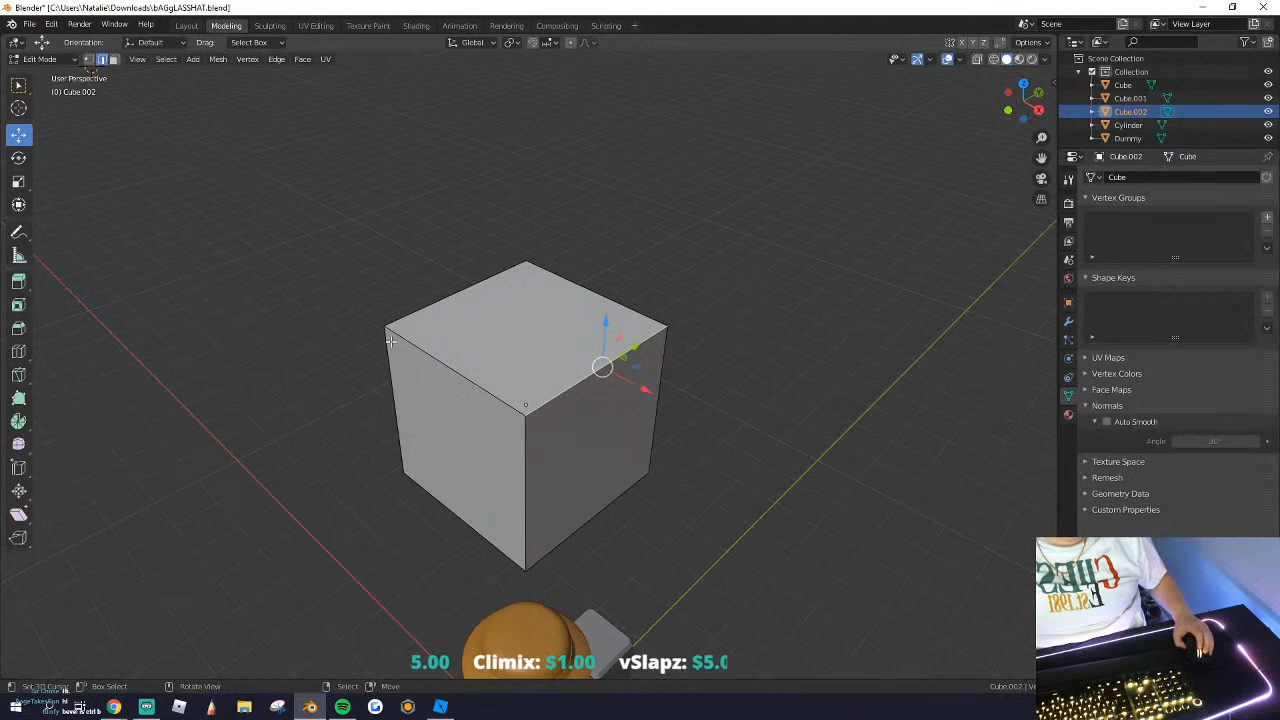 Blender* [C:\Users\Natalie\Downloads\bAGgLASSHAT.blend]
File Edit Render Window Help Layout Modeling Sculpting UV Editing Texture Paint Shading Animation Rendering Compositing Scripting + Scene View Layer
Orientation: Default Drag: Select Box Global X Y Z Options
Edit Mode View Select Add Mesh Vertex Edge Face UV
User Perspective
(0) Cube.002
Z
Y
X
Scene Collection
Collection
Cube
Cube.001
Cube.002
Cylinder
Dummy
Cube.002 Cube
Cube
Vertex Groups
Shape Keys
UV Maps
Vertex Colors
Face Maps
Normals
Auto Smooth
Angle 30°
Texture Space
Remesh
Geometry Data
Custom Properties
CHESS
Est.1981
5.00 Climix: $1.00 vSlapz: $5.0
Set 3D Cursor Box Select Rotate View Select Move Cube.002 | Ve